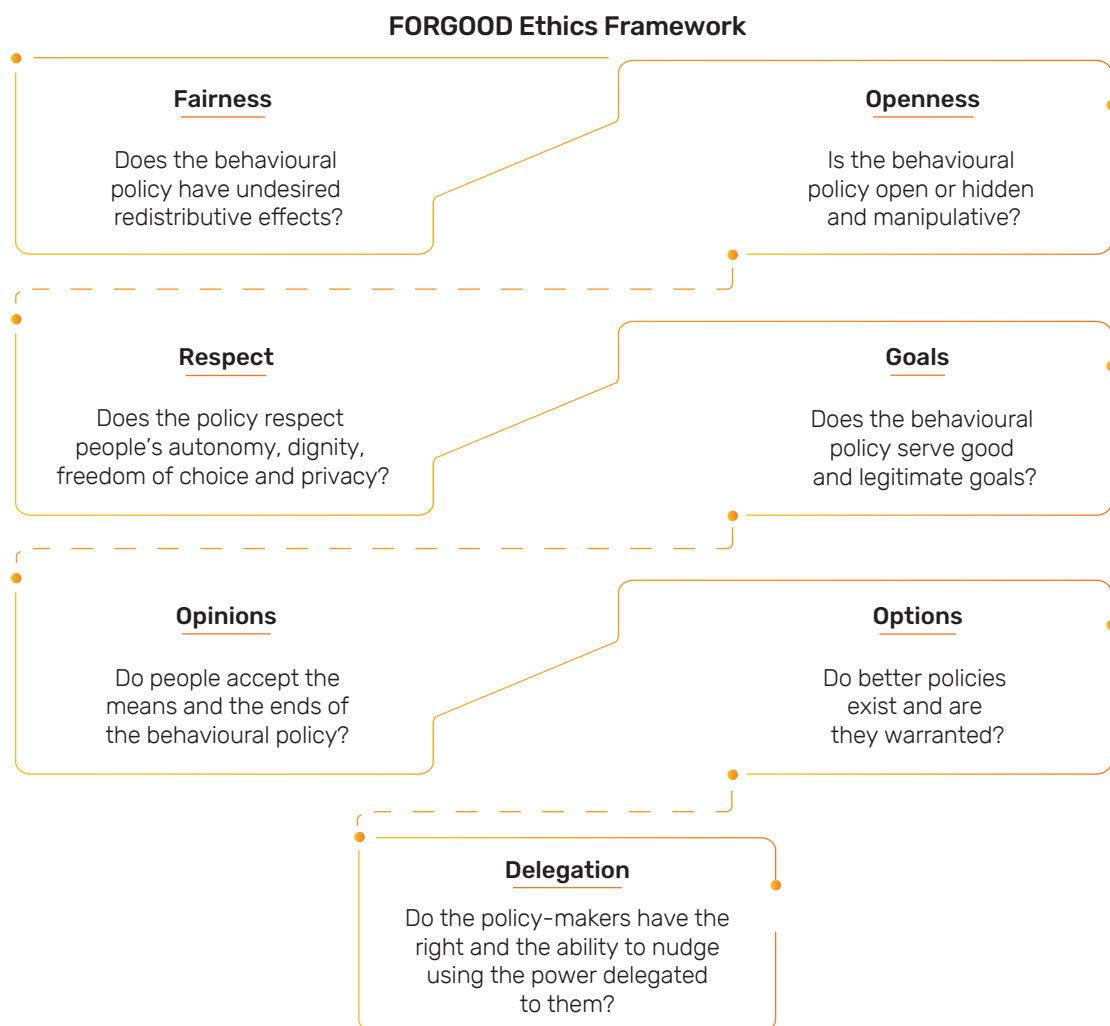 FORGOOD Ethics Framework
Fairness
Does the behavioural
policy have undesired
redistributive effects?
Openness
Is the behavioural
policy open or hidden
and manipulative?
Respect
Does the policy respect
people’s autonomy, dignity,
freedom of choice and privacy?
Goals
Does the behavioural
policy serve good
and legitimate goals?
Opinions
Do people accept the
means and the ends of
the behavioural policy?
Options
Do better policies
exist and are
they warranted?
Delegation
Do the policy-makers have the
right and the ability to nudge
using the power delegated
to them?